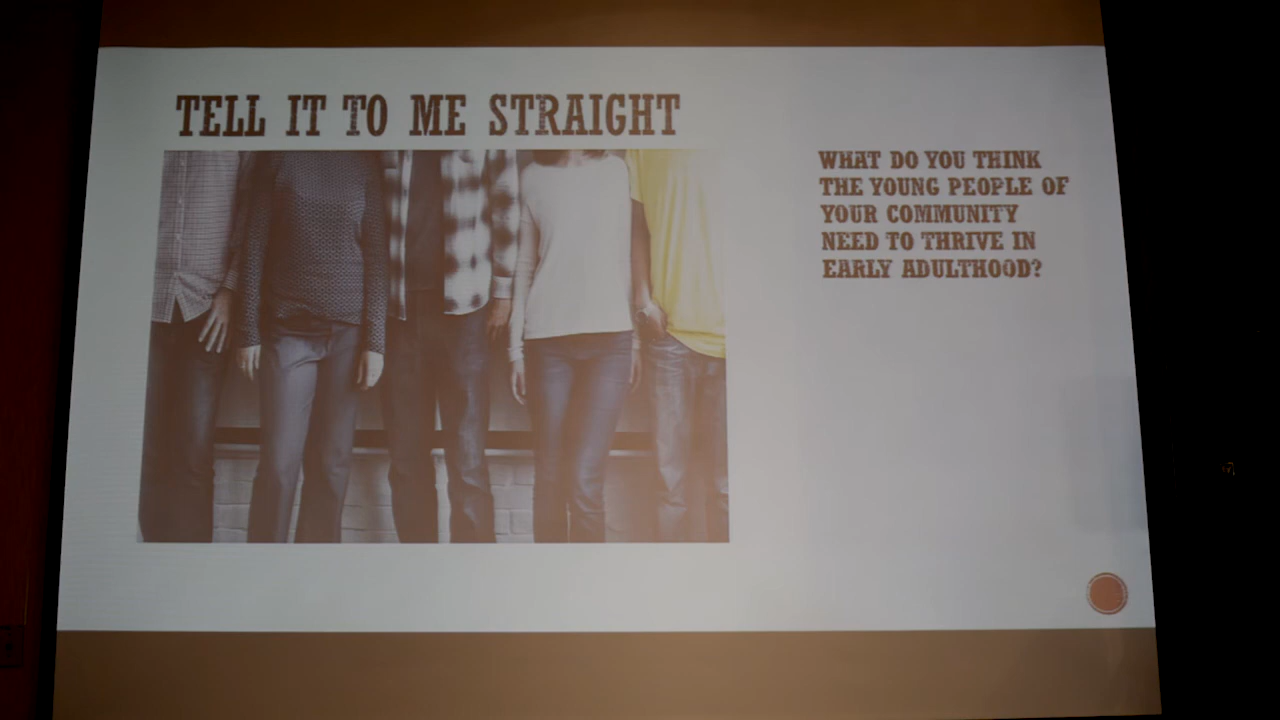 TELL IT TO ME STRAIGHT
WHAT DO YOU THINK
THE YOUNG PEOPLE OF
YOUR COMMUNITY
NEED TO THRIVE IN
EARLY ADULTHOOD?